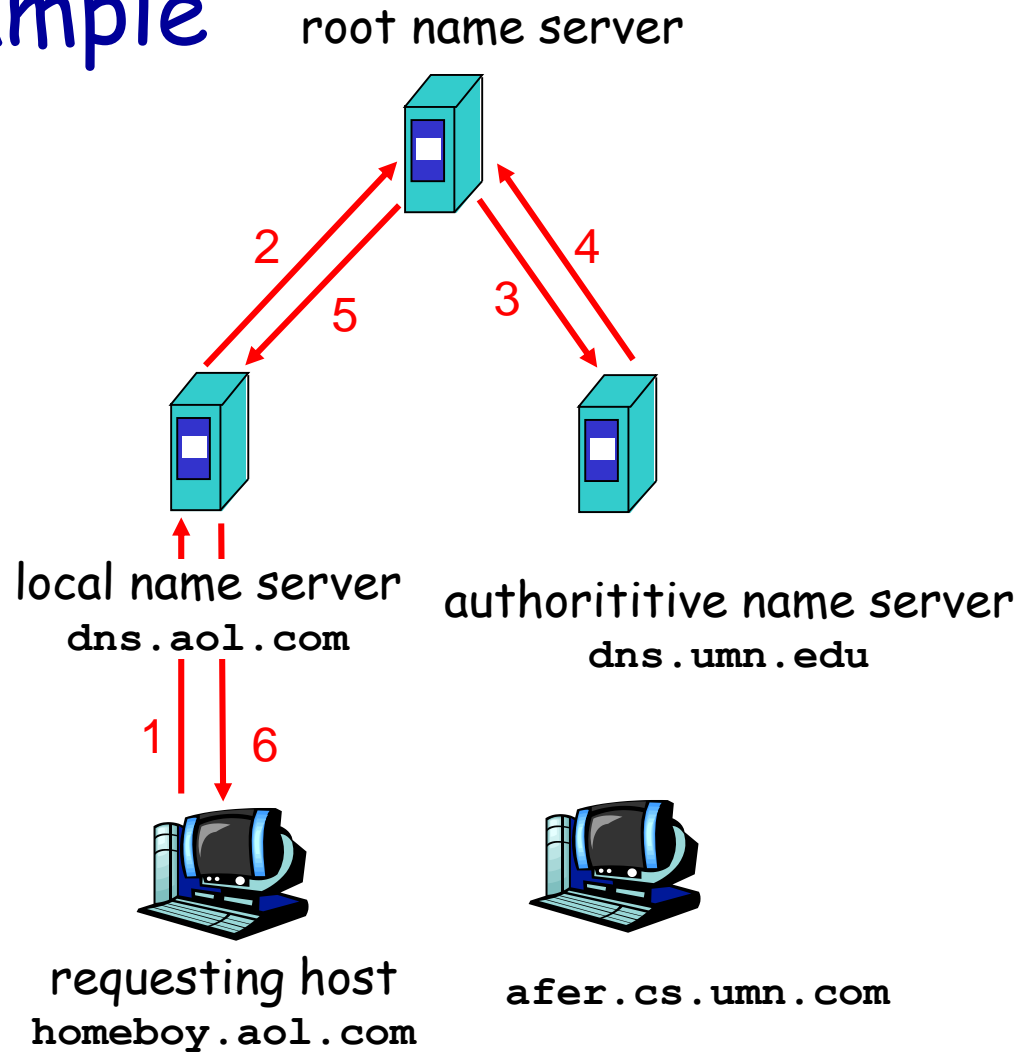 root name server
2
5
3
4
local name server
dns.aol.com
authorititive name server
dns.umn.edu
1
6
requesting host
homeboy.aol.com
afer.cs.umn.com